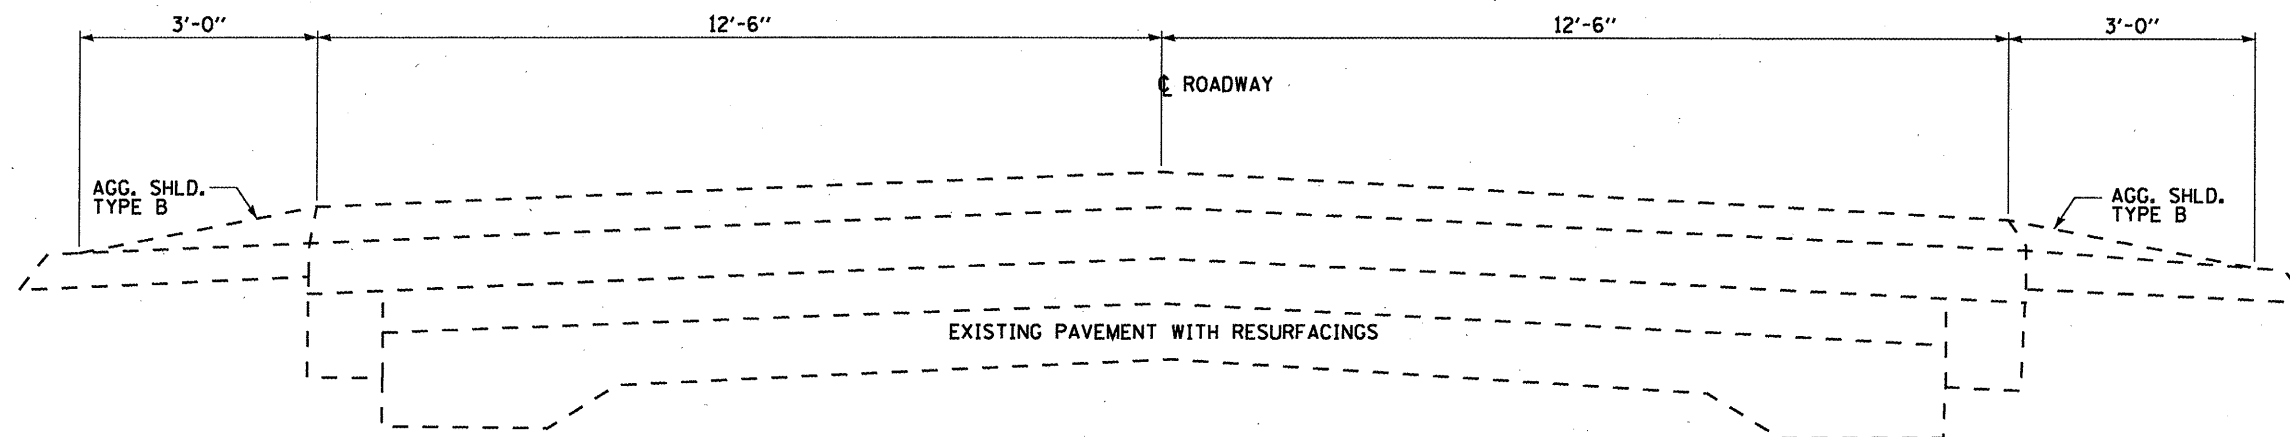 3'-0" 12'-6" 12'-6" 3'-0"
℄ ROADWAY
AGG. SHLD.
TYPE B
AGG. SHLD.
TYPE B
EXISTING PAVEMENT WITH RESURFACINGS